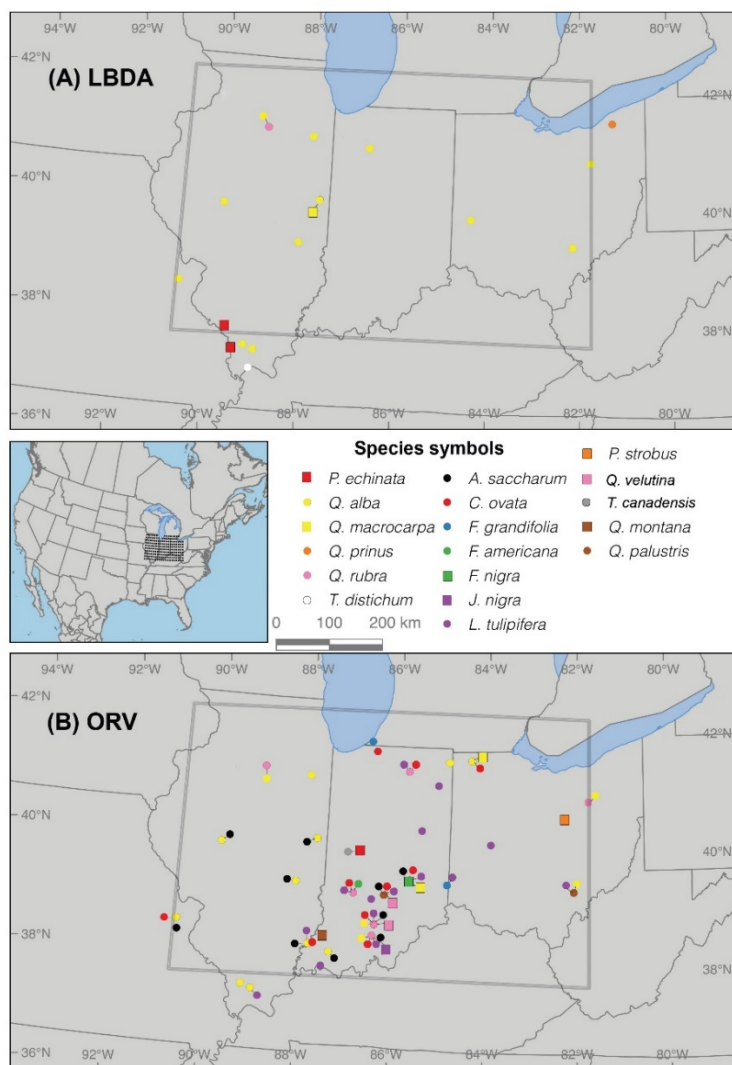 90°W 88°W 86°W 84°W 82°W 80°W
42°N 42°N
(A) LBDA
40°N 40°N
38°N 38°N
36°N 36°N
92°W 90°W 88°W 86°W 84°W 82°W 80°W
Species symbols
P. echinata
Q. alba
Q. macrocarpa
Q. prinus
Q. rubra
T. distichum
A. saccharum
C. ovata
F. grandifolia
F. americana
F. nigra
J. nigra
L. tulipifera
P. strobus
Q. velutina
T. canadensis
Q. montana
Q. palustris
0 100 200 km
94°W 92°W 90°W 88°W 86°W 84°W 82°W 80°W
42°N 42°N
(B) ORV
40°N 40°N
38°N 38°N
36°N 36°N
92°W 90°W 88°W 86°W 84°W 82°W 80°W